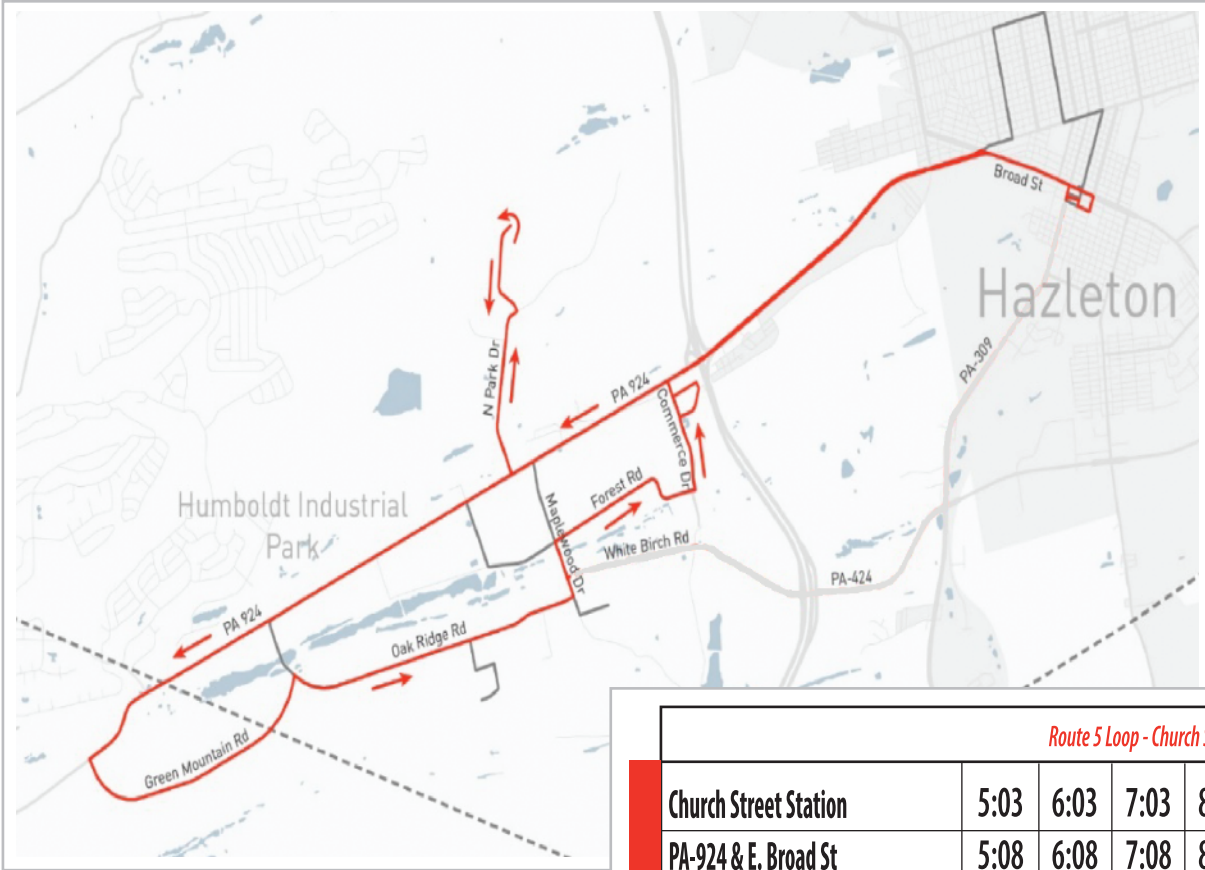 Broad St
Hazleton
PA-309
N Park Dr
PA 924
Commerce Dr
Forest Rd
Maplewood Dr
Humboldt Industrial
Park
White Birch Rd
PA-424
PA 924
Oak Ridge Rd
Green Mountain Rd
Route 5 Loop - Church
Church Street Station 5:03 6:03 7:03 8
PA-924 & E. Broad St 5:08 6:08 7:08 8